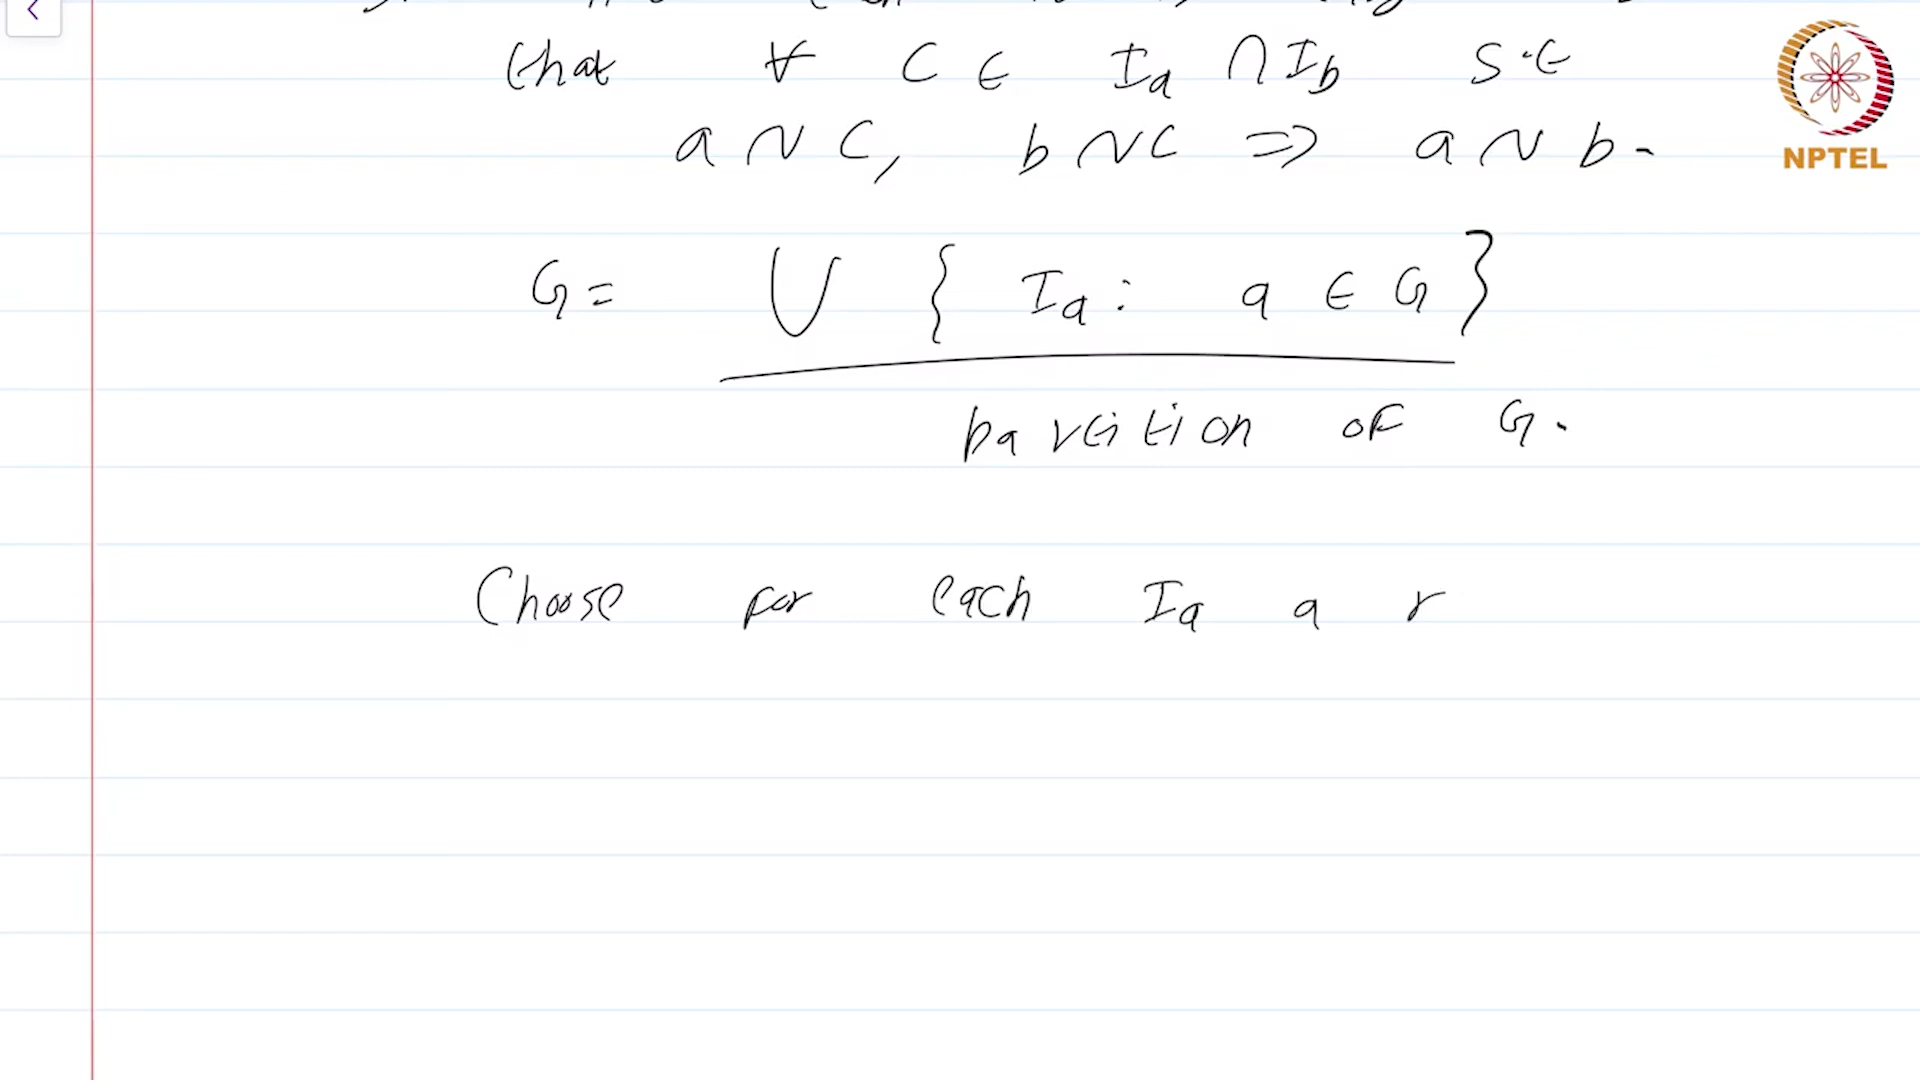 that ∀ c ∈ I_a ∩ I_b s.t
NPTEL
a ~ c, b ~ c ⇒ a ~ b.
G = ∪ { I_a : a ∈ G }
partition of G.
Choose for each I_a a r